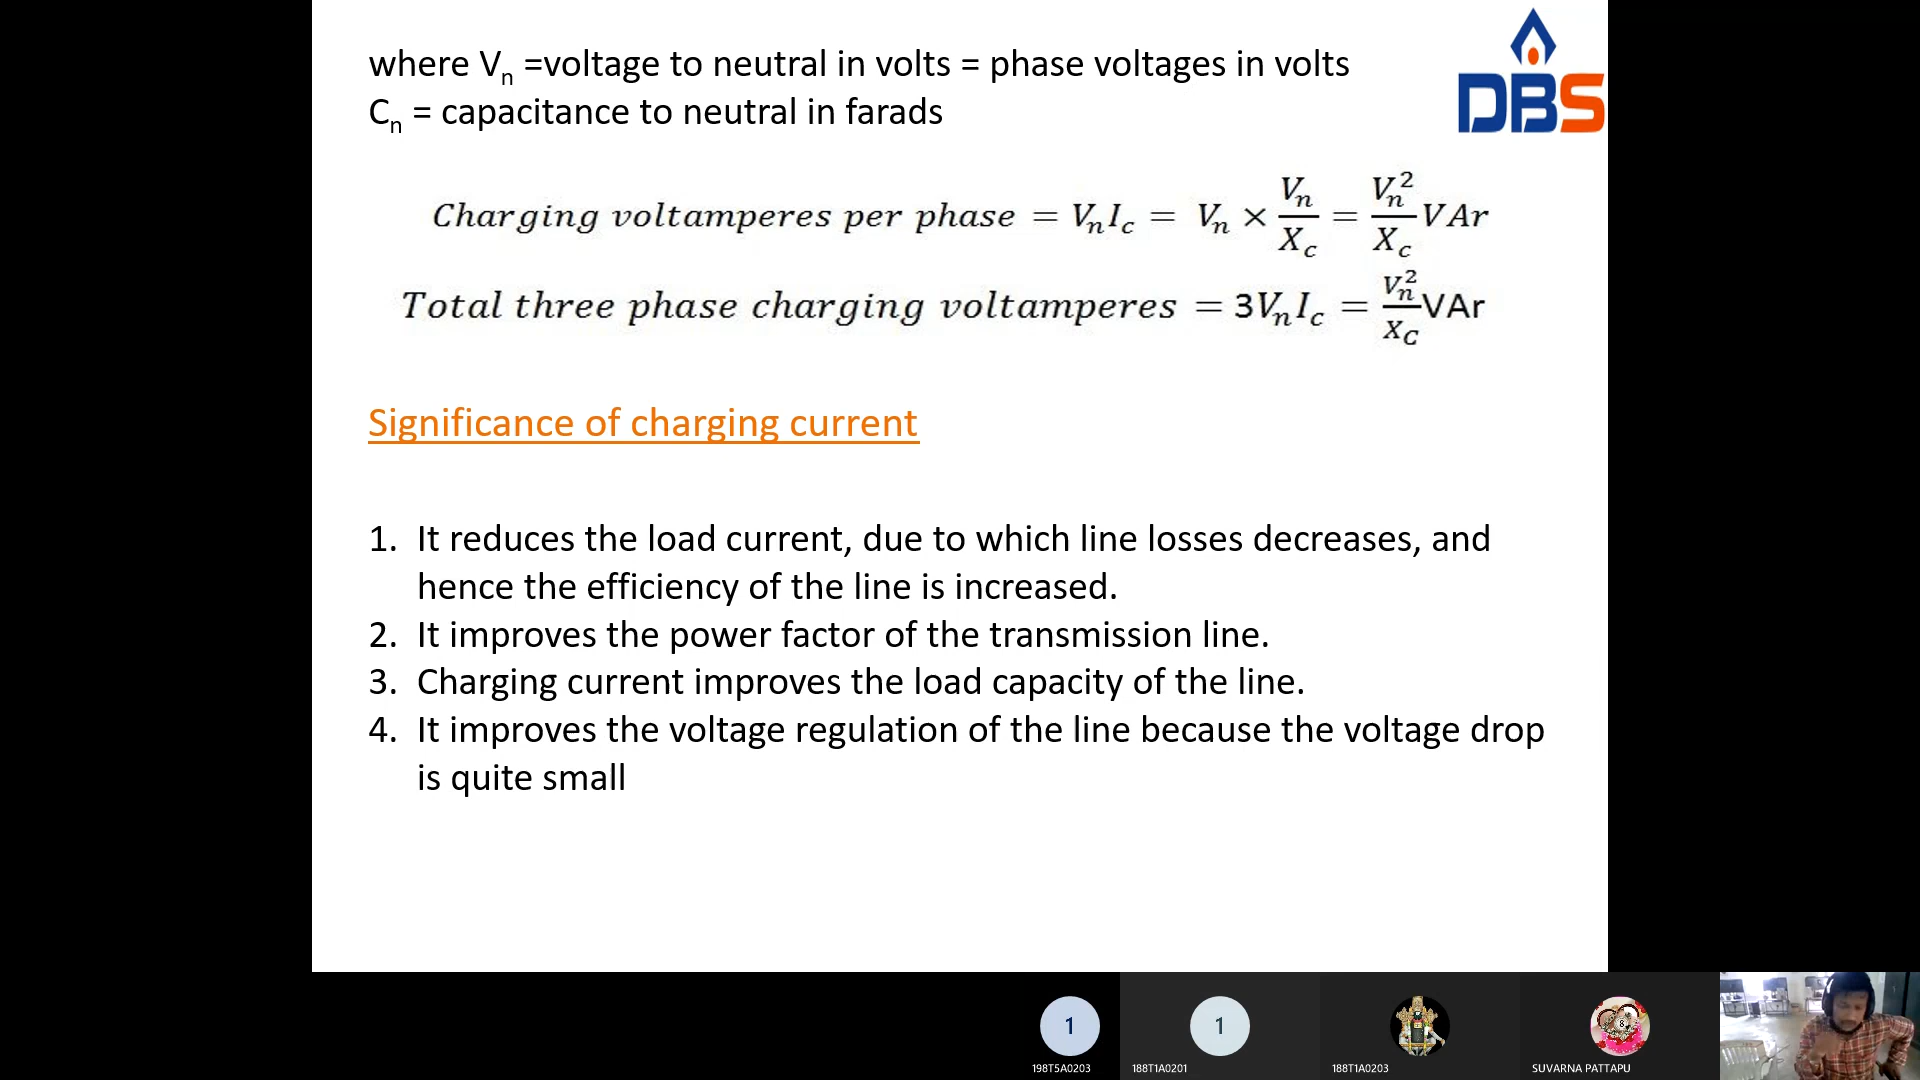 where Vn =voltage to neutral in volts = phase voltages in volts
Cn = capacitance to neutral in farads
DBS
Charging voltamperes per phase = VnIc = Vn × Vn/Xc = Vn²/Xc VAr
Total three phase charging voltamperes = 3VnIc = Vn²/XC VAr
Significance of charging current
1. It reduces the load current, due to which line losses decreases, and
hence the efficiency of the line is increased.
2. It improves the power factor of the transmission line.
3. Charging current improves the load capacity of the line.
4. It improves the voltage regulation of the line because the voltage drop
is quite small
1
1
198T5A0203
188T1A0201
188T1A0203
SUVARNA PATTAPU